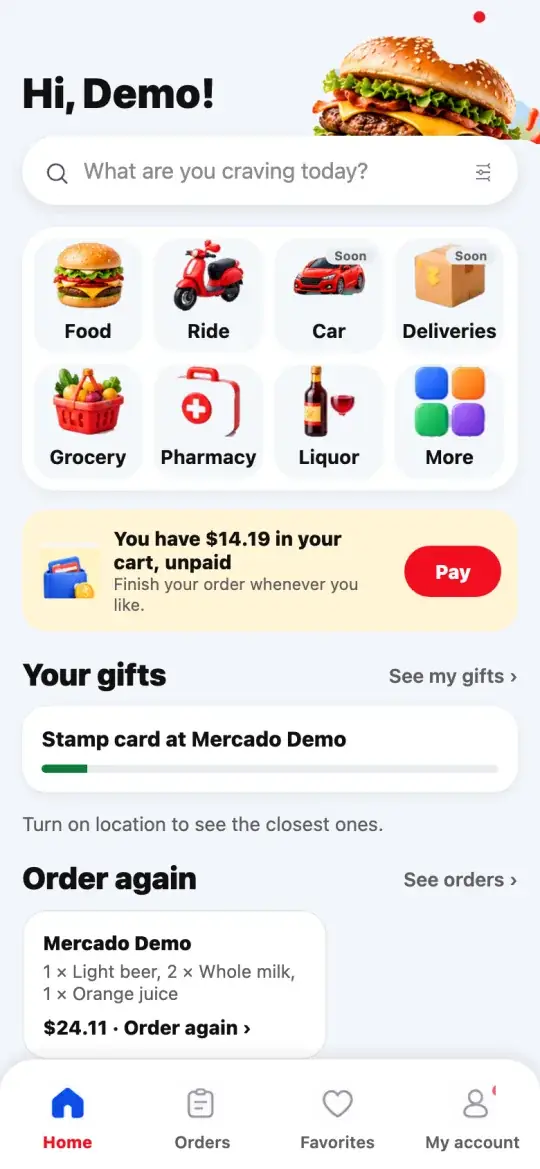 Hi, Demo!
What are you craving today?
Food
Ride
Soon
Car
Soon
Deliveries
Grocery
Pharmacy
Liquor
More
You have $14.19 in your
cart, unpaid
Finish your order whenever you
like.
Pay
Your gifts
See my gifts ›
Stamp card at Mercado Demo
Turn on location to see the closest ones.
Order again
See orders ›
Mercado Demo
1 × Light beer, 2 × Whole milk,
1 × Orange juice
$24.11 · Order again ›
Home
Orders
Favorites
My account